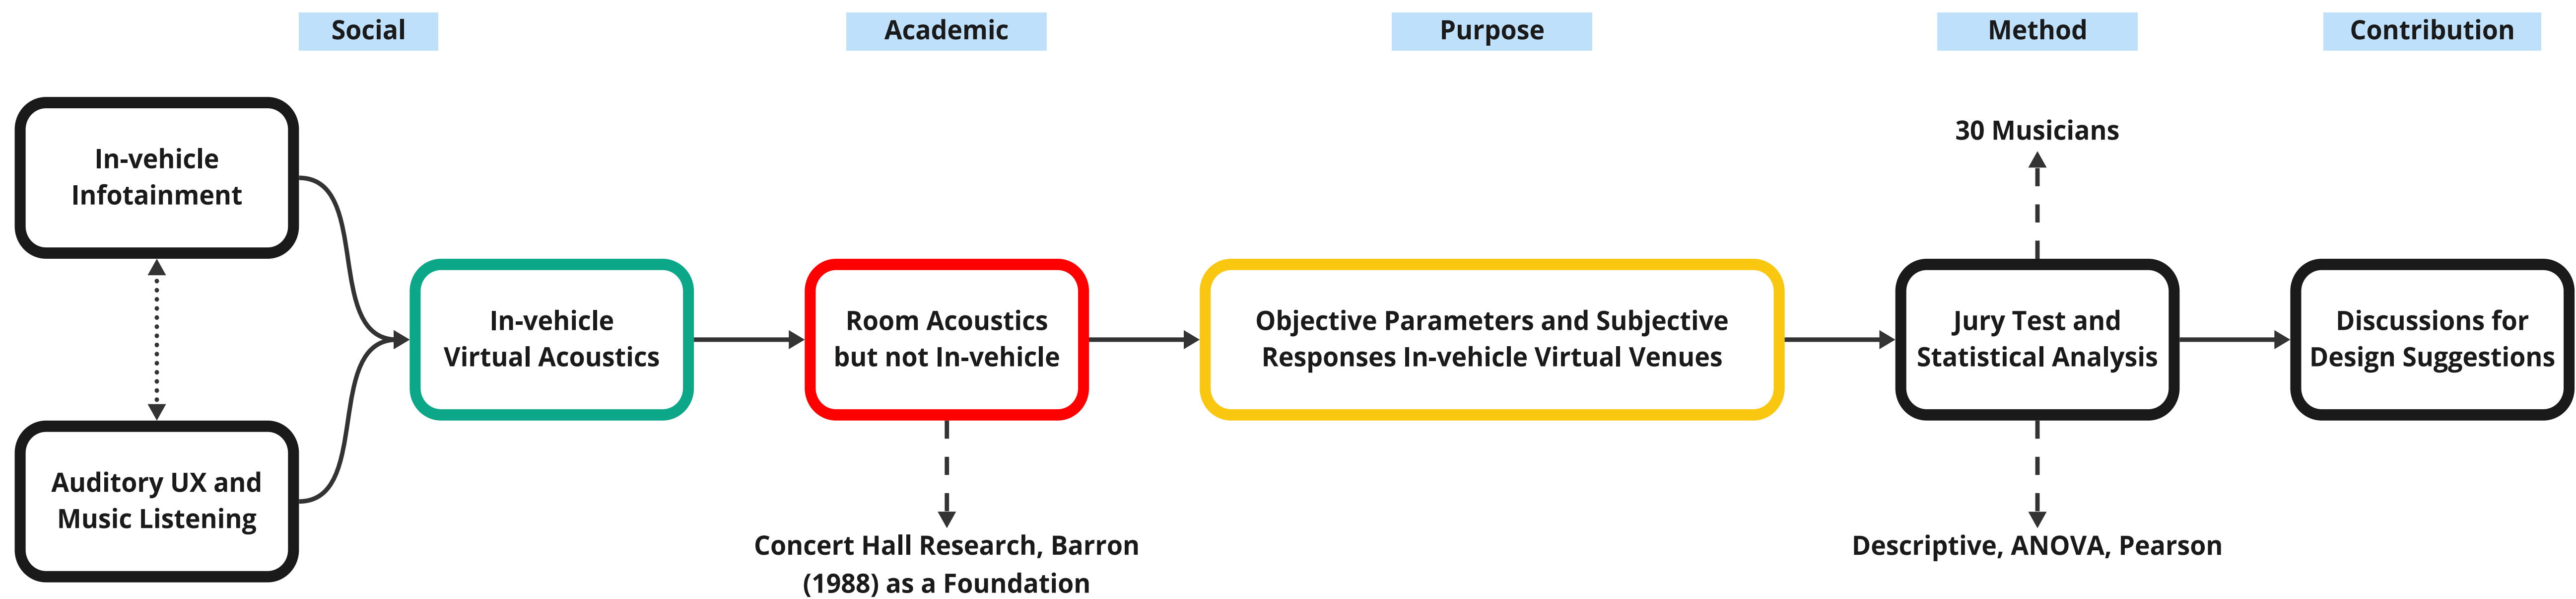 Social
Academic
Purpose
Method
Contribution
In-vehicle
Infotainment
Auditory UX and
Music Listening
In-vehicle
Virtual Acoustics
Room Acoustics
but not In-vehicle
Concert Hall Research, Barron
(1988) as a Foundation
Objective Parameters and Subjective
Responses In-vehicle Virtual Venues
30 Musicians
Jury Test and
Statistical Analysis
Descriptive, ANOVA, Pearson
Discussions for
Design Suggestions